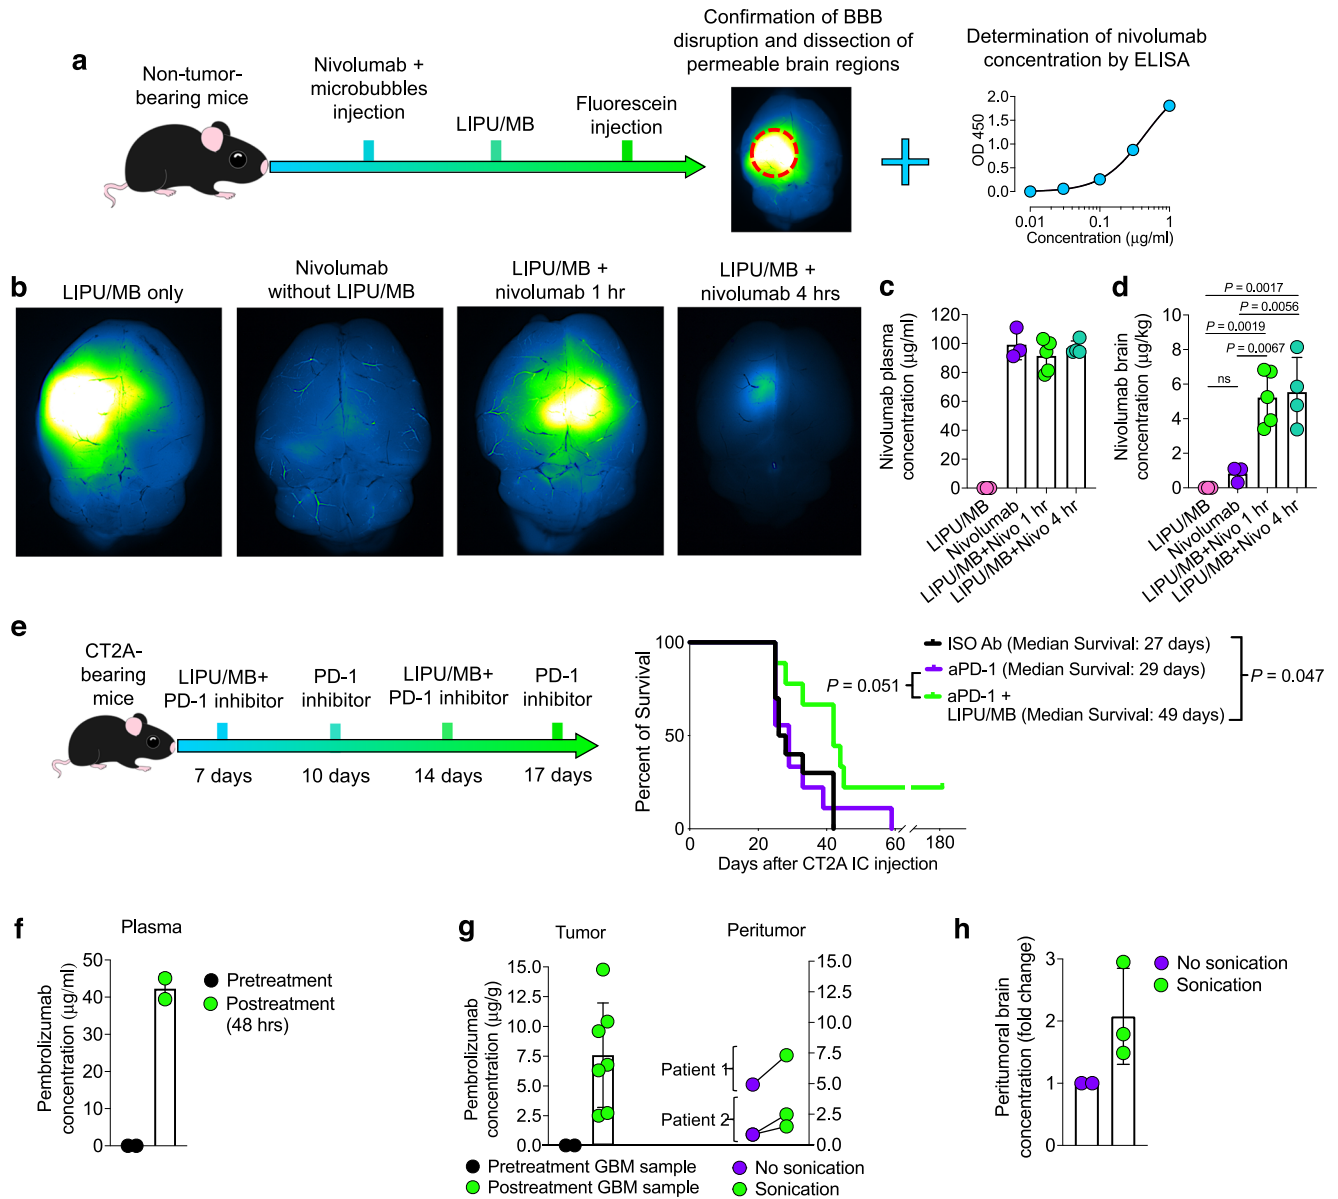 a
Non-tumor-
bearing mice
Nivolumab +
microbubbles
injection
LIPU/MB
Fluorescein
injection
Confirmation of BBB
disruption and dissection of
permeable brain regions
Determination of nivolumab
concentration by ELISA
OD 450
2.0
1.5
1.0
0.5
0.0
0.01 0.1 1
Concentration (µg/ml)
b
LIPU/MB only
Nivolumab
without LIPU/MB
LIPU/MB +
nivolumab 1 hr
LIPU/MB +
nivolumab 4 hrs
c
Nivolumab plasma
concentration (µg/ml)
120
100
80
60
40
20
0
LIPU/MB
Nivolumab
LIPU/MB+Nivo 1 hr
LIPU/MB+Nivo 4 hr
d
P = 0.0017
P = 0.0056
P = 0.0019
P = 0.0067
ns
Nivolumab brain
concentration (µg/kg)
10
8
6
4
2
0
LIPU/MB
Nivolumab
LIPU/MB+Nivo 1 hr
LIPU/MB+Nivo 4 hr
e
CT2A-
bearing
mice
LIPU/MB+
PD-1 inhibitor
PD-1
inhibitor
LIPU/MB+
PD-1 inhibitor
PD-1
inhibitor
7 days
10 days
14 days
17 days
Percent of Survival
100
50
0
0 20 40 60 180
Days after CT2A IC injection
ISO Ab (Median Survival: 27 days)
aPD-1 (Median Survival: 29 days)
aPD-1 +
LIPU/MB (Median Survival: 49 days)
P = 0.051
P = 0.047
f
Plasma
Pembrolizumab
concentration (µg/ml)
50
40
30
20
10
0
Pretreatment
Postreatment
(48 hrs)
g
Tumor
Peritumor
Pembrolizumab
concentration (µg/g)
15.0
12.5
10.0
7.5
5.0
2.5
0.0
Patient 1
Patient 2
15.0
12.5
10.0
7.5
5.0
2.5
0.0
Pretreatment GBM sample
Postreatment GBM sample
No sonication
Sonication
h
Peritumoral brain
concentration (fold change)
3
2
1
0
No sonication
Sonication